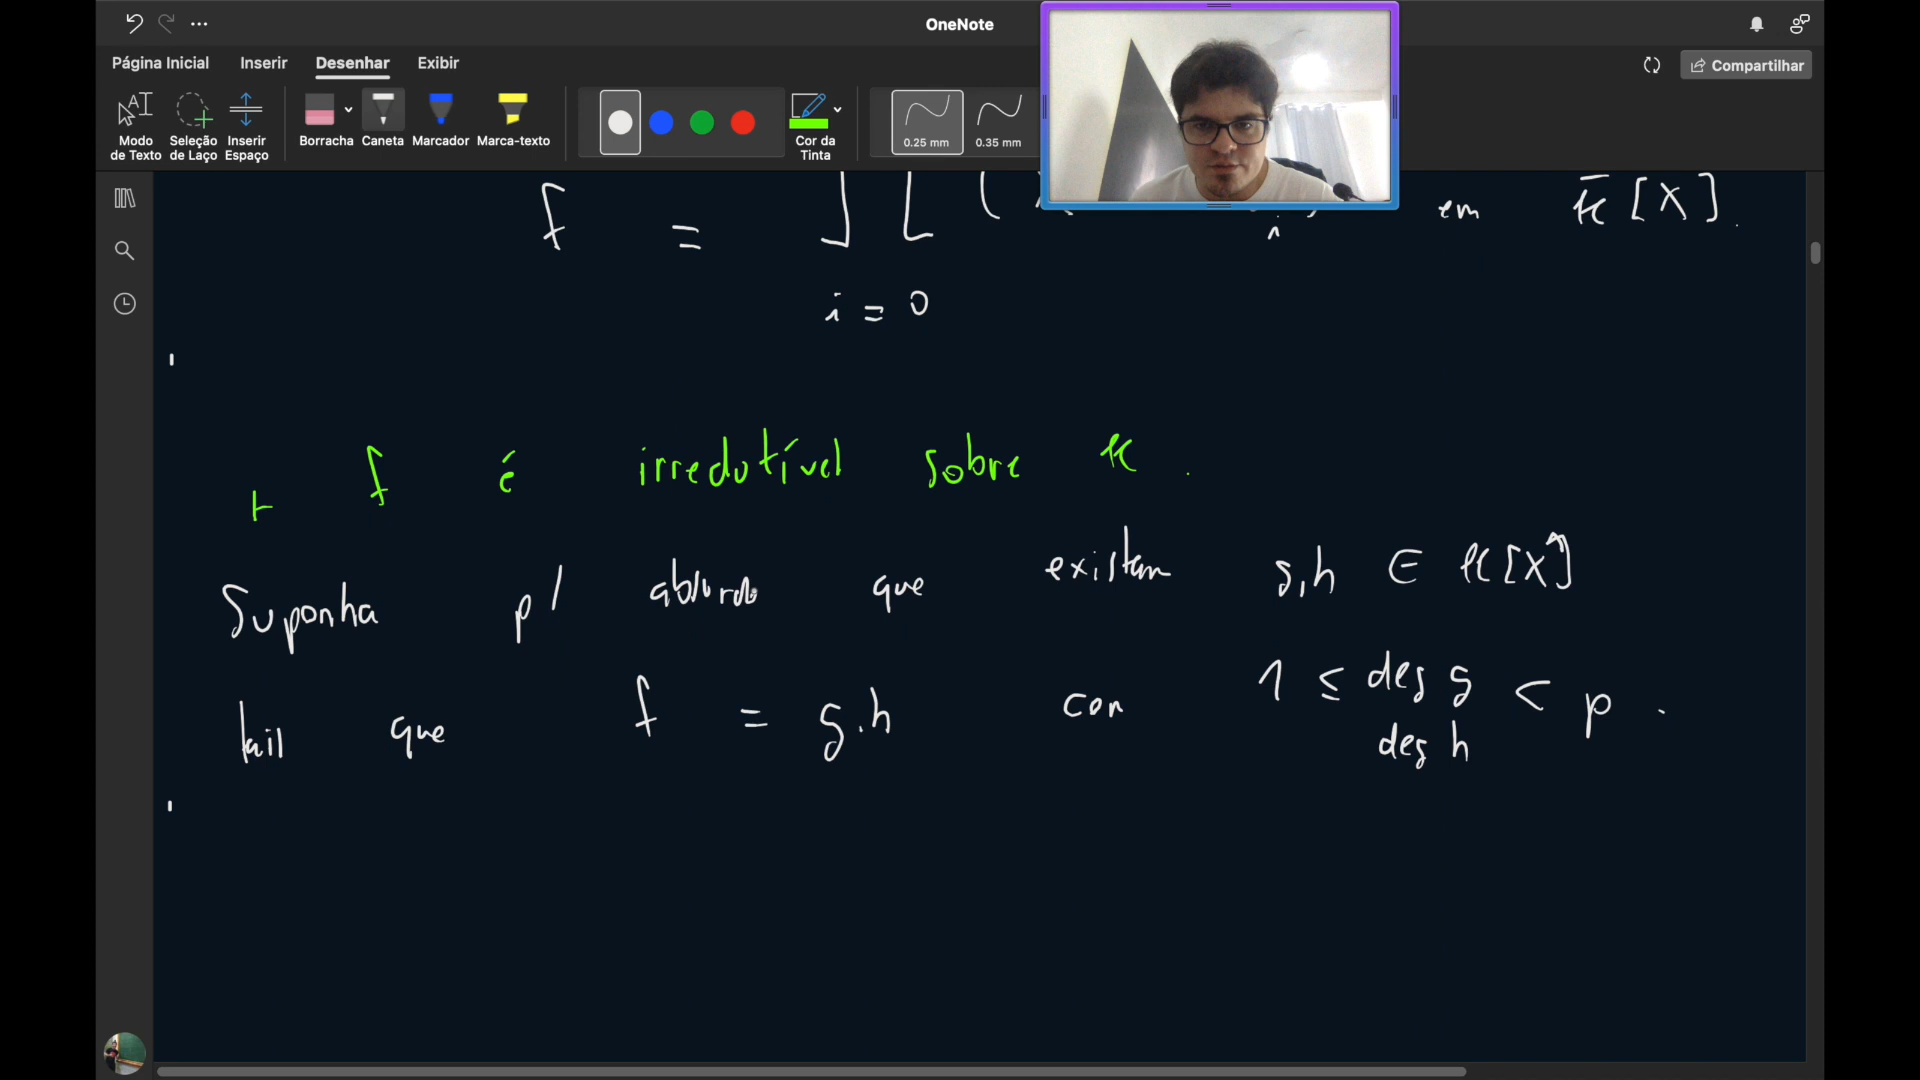 OneNote
Página Inicial Inserir Desenhar Exibir
Compartilhar
Modo de Texto Seleção de Laço Inserir Espaço Borracha Caneta Marcador Marca-texto Cor da Tinta 0.25 mm 0.35 mm
f = ∏ ( i em k̄[X].
i = 0
⊢ f é irredutível sobre k.
Suponha p/ absurdo que existam g,h ∈ k[X]
tail que f = g.h com 1 ≤ deg g < p.
deg h